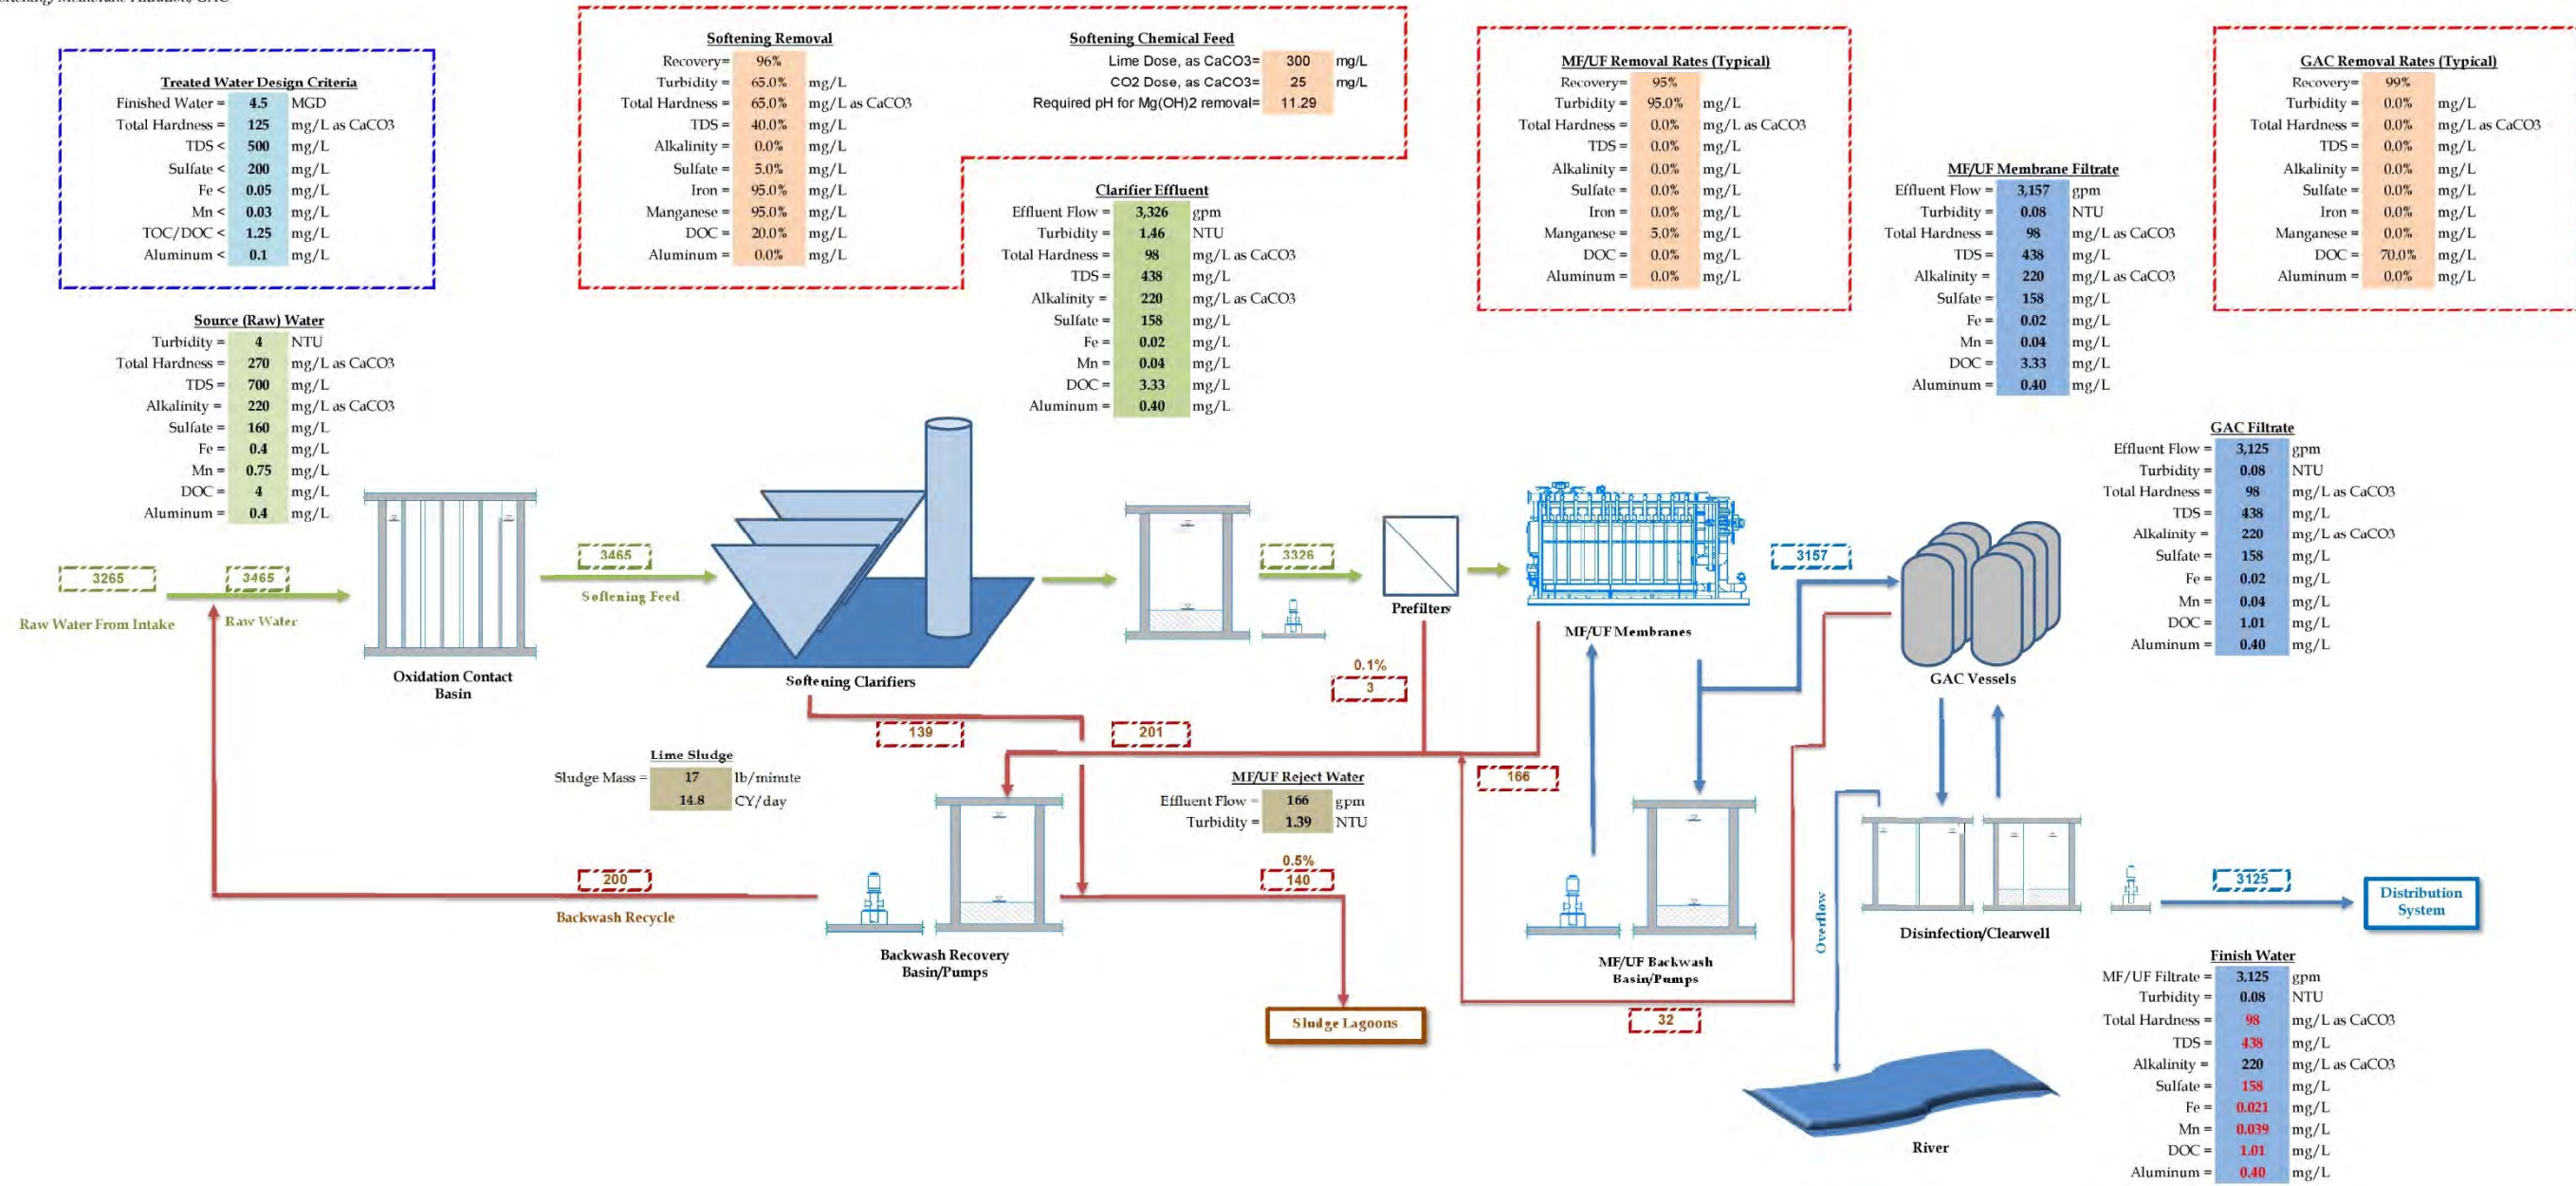 Softening, Membrane Filtration, GAC
Treated Water Design Criteria
Finished Water = 4.5 MGD
Total Hardness = 125 mg/L as CaCO3
TDS < 500 mg/L
Sulfate < 200 mg/L
Fe < 0.05 mg/L
Mn < 0.03 mg/L
TOC/DOC < 1.25 mg/L
Aluminum < 0.1 mg/L
Softening Removal
Recovery= 96%
Turbidity = 65.0% mg/L
Total Hardness = 65.0% mg/L as CaCO3
TDS = 40.0% mg/L
Alkalinity = 0.0% mg/L
Sulfate = 5.0% mg/L
Iron = 95.0% mg/L
Manganese = 95.0% mg/L
DOC = 20.0% mg/L
Aluminum = 0.0% mg/L
Softening Chemical Feed
Lime Dose, as CaCO3= 300 mg/L
CO2 Dose, as CaCO3= 25 mg/L
Required pH for Mg(OH)2 removal= 11.29
Clarifier Effluent
Effluent Flow = 3,326 gpm
Turbidity = 1.46 NTU
Total Hardness = 98 mg/L as CaCO3
TDS = 438 mg/L
Alkalinity = 220 mg/L as CaCO3
Sulfate = 158 mg/L
Fe = 0.02 mg/L
Mn = 0.04 mg/L
DOC = 3.33 mg/L
Aluminum = 0.40 mg/L
MF/UF Removal Rates (Typical)
Recovery= 95%
Turbidity = 95.0% mg/L
Total Hardness = 0.0% mg/L as CaCO3
TDS = 0.0% mg/L
Alkalinity = 0.0% mg/L
Sulfate = 0.0% mg/L
Iron = 0.0% mg/L
Manganese = 5.0% mg/L
DOC = 0.0% mg/L
Aluminum = 0.0% mg/L
MF/UF Membrane Filtrate
Effluent Flow = 3,157 gpm
Turbidity = 0.08 NTU
Total Hardness = 98 mg/L as CaCO3
TDS = 438 mg/L
Alkalinity = 220 mg/L as CaCO3
Sulfate = 158 mg/L
Fe = 0.02 mg/L
Mn = 0.04 mg/L
DOC = 3.33 mg/L
Aluminum = 0.40 mg/L
GAC Removal Rates (Typical)
Recovery= 99%
Turbidity = 0.0% mg/L
Total Hardness = 0.0% mg/L as CaCO3
TDS = 0.0% mg/L
Alkalinity = 0.0% mg/L
Sulfate = 0.0% mg/L
Iron = 0.0% mg/L
Manganese = 0.0% mg/L
DOC = 70.0% mg/L
Aluminum = 0.0% mg/L
Source (Raw) Water
Turbidity = 4 NTU
Total Hardness = 270 mg/L as CaCO3
TDS = 700 mg/L
Alkalinity = 220 mg/L as CaCO3
Sulfate = 160 mg/L
Fe = 0.4 mg/L
Mn = 0.75 mg/L
DOC = 4 mg/L
Aluminum = 0.4 mg/L
GAC Filtrate
Effluent Flow = 3,125 gpm
Turbidity = 0.08 NTU
Total Hardness = 98 mg/L as CaCO3
TDS = 438 mg/L
Alkalinity = 220 mg/L as CaCO3
Sulfate = 158 mg/L
Fe = 0.02 mg/L
Mn = 0.04 mg/L
DOC = 1.01 mg/L
Aluminum = 0.40 mg/L
3265
3465
Raw Water From Intake
Raw Water
Oxidation Contact
Basin
3465
Softening Feed
Softening Clarifiers
3326
Prefilters
MF/UF Membranes
3157
GAC Vessels
0.1%
3
139
201
166
Lime Sludge
Sludge Mass = 17 lb/minute
14.8 CY/day
MF/UF Reject Water
Effluent Flow = 166 gpm
Turbidity = 1.39 NTU
200
Backwash Recycle
Backwash Recovery
Basin/Pumps
0.5%
140
Sludge Lagoons
MF/UF Backwash
Basin/Pumps
32
Overflow
Disinfection/Clearwell
3125
Distribution
System
River
Finish Water
MF/UF Filtrate = 3,125 gpm
Turbidity = 0.08 NTU
Total Hardness = 98 mg/L as CaCO3
TDS = 438 mg/L
Alkalinity = 220 mg/L as CaCO3
Sulfate = 158 mg/L
Fe = 0.021 mg/L
Mn = 0.039 mg/L
DOC = 1.01 mg/L
Aluminum = 0.40 mg/L